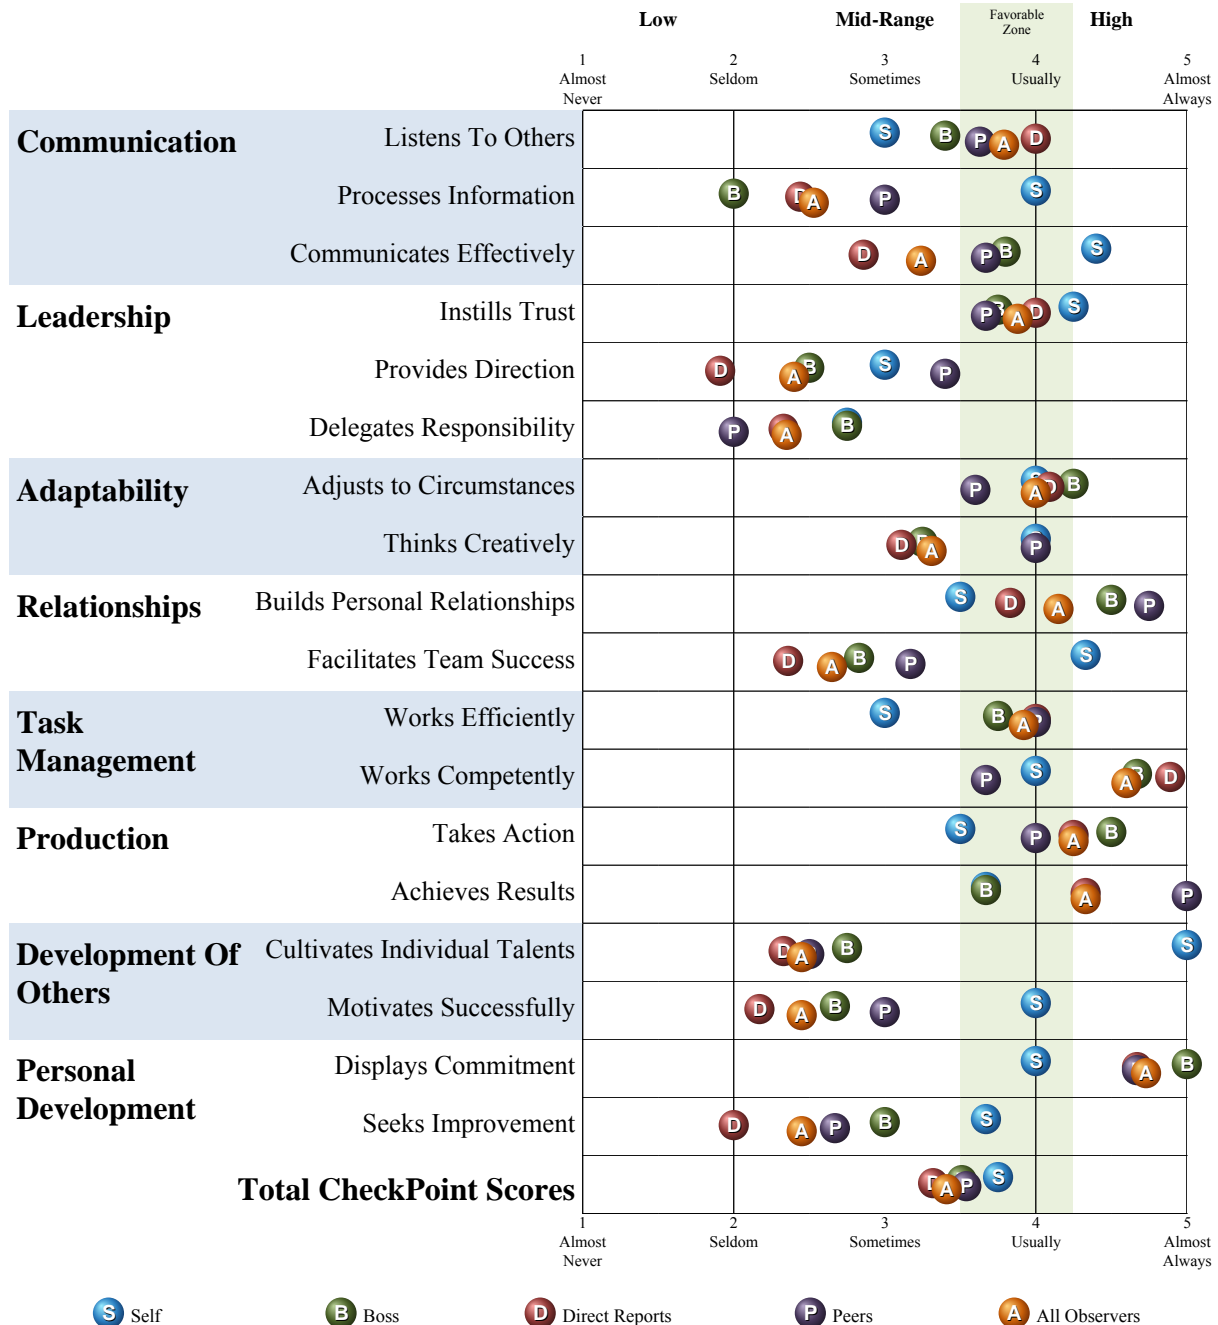 Low Mid-Range Favorable Zone High
1 2 3 4 5
Almost Never Seldom Sometimes Usually Almost Always
Communication Listens To Others S B P A D
Processes Information B D A P S
Communicates Effectively D A P B S
Leadership Instills Trust P B A D S
Provides Direction D A B S P
Delegates Responsibility P A B
Adaptability Adjusts to Circumstances P S A D B
Thinks Creatively D A P
Relationships Builds Personal Relationships S D A B P
Facilitates Team Success D A B P S
Task Management Works Efficiently S B A P
Works Competently P S A B D
Production Takes Action S P A B
Achieves Results B A P
Development Of Others Cultivates Individual Talents D A B S
Motivates Successfully D A B P S
Personal Development Displays Commitment S A B
Seeks Improvement D A P B S
Total CheckPoint Scores D A P S
1 2 3 4 5
Almost Never Seldom Sometimes Usually Almost Always
S Self B Boss D Direct Reports P Peers A All Observers